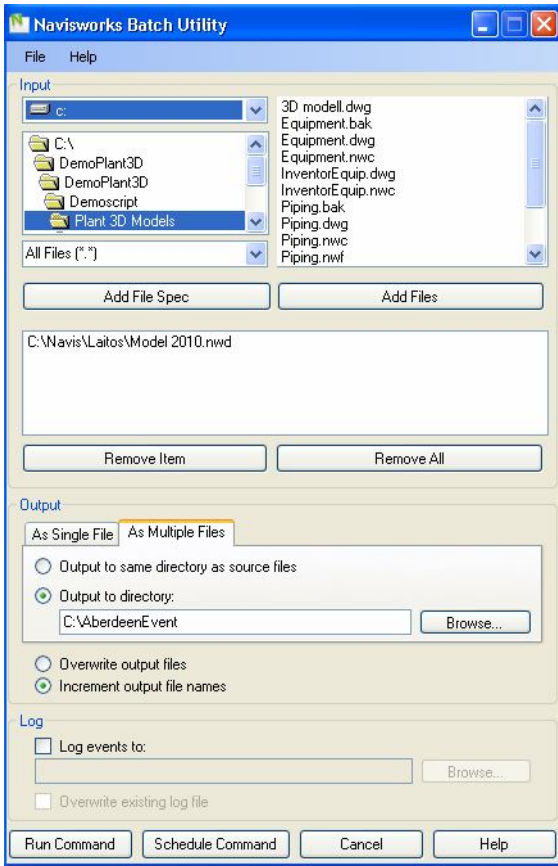 Navisworks Batch Utility
File Help
Input
c:
C:\
DemoPlant3D
DemoPlant3D
Demoscript
Plant 3D Models
All Files (*.*)
3D modell.dwg
Equipment.bak
Equipment.dwg
Equipment.nwc
InventorEquip.dwg
InventorEquip.nwc
Piping.bak
Piping.dwg
Piping.nwc
Piping.nwf
Add File Spec
Add Files
C:\Navis\Laitos\Model 2010.nwd
Remove Item
Remove All
Output
As Single File
As Multiple Files
Output to same directory as source files
Output to directory:
C:\AberdeenEvent
Browse...
Overwrite output files
Increment output file names
Log
Log events to:
Browse...
Overwrite existing log file
Run Command
Schedule Command
Cancel
Help